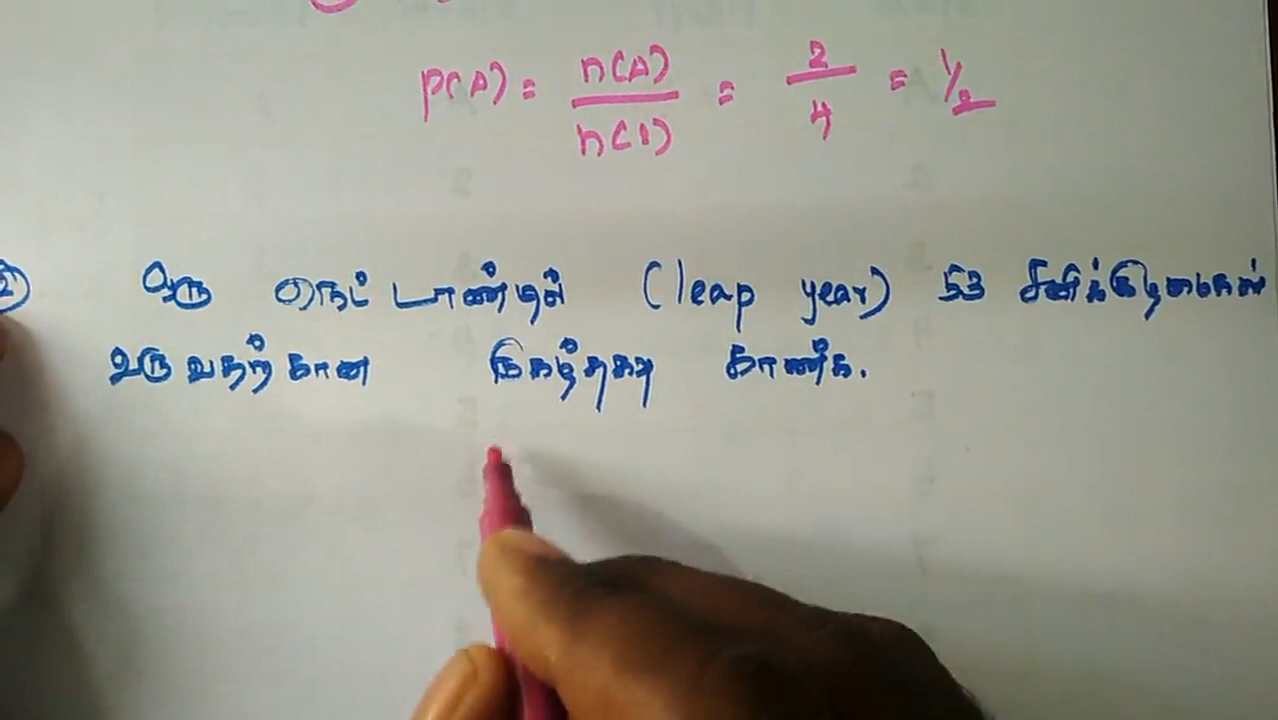 P(A) = n(A) / n(S) = 2 / 4 = 1/2
2) ஒரு நெட் டாண்டில் (leap year) 53 சனிக்கிழமைகள்
வருவதற்கான நிகழ்தகவு காண்க.